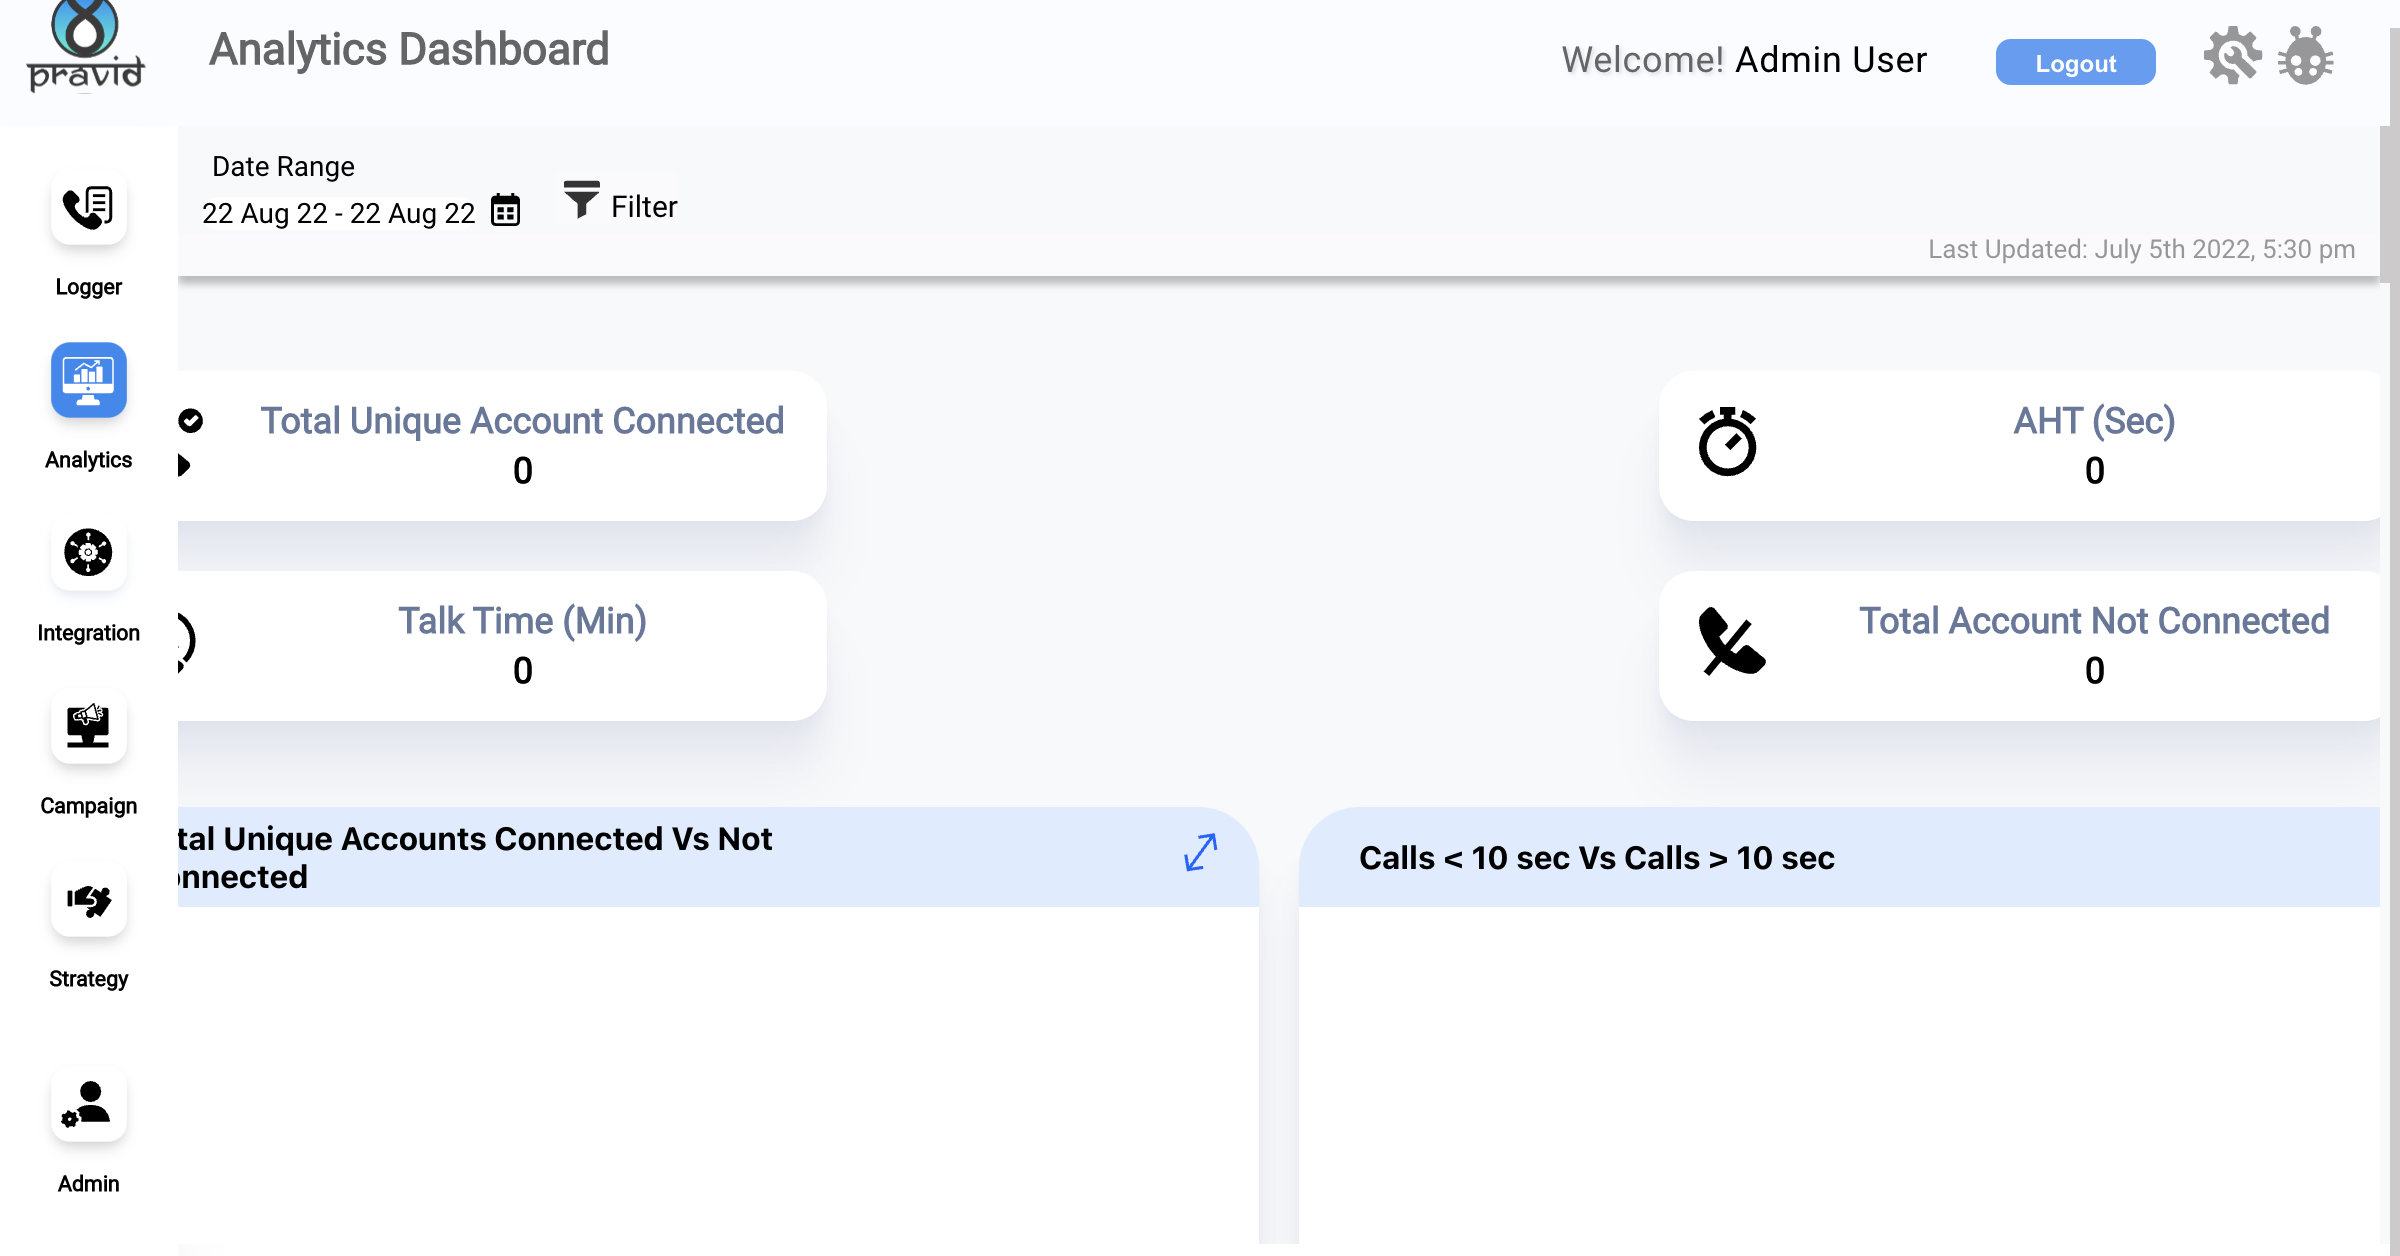 pravid
Analytics Dashboard
Welcome! Admin User
Logout
Date Range
22 Aug 22 - 22 Aug 22
Filter
Last Updated: July 5th 2022, 5:30 pm
Logger
Analytics
Integration
Campaign
Strategy
Admin
Total Unique Account Connected
0
AHT (Sec)
0
Talk Time (Min)
0
Total Account Not Connected
0
tal Unique Accounts Connected Vs Not
nnected
Calls < 10 sec Vs Calls > 10 sec